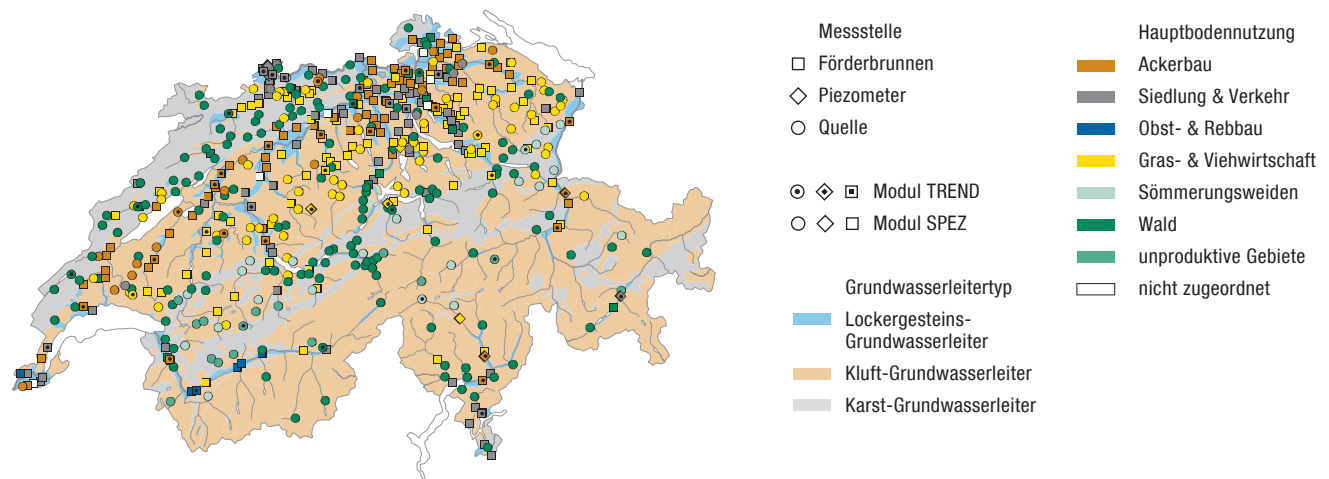 Messstelle
Förderbrunnen
Piezometer
Quelle
Modul TREND
Modul SPEZ
Grundwasserleitertyp
Lockergesteins-
Grundwasserleiter
Kluft-Grundwasserleiter
Karst-Grundwasserleiter
Hauptbodennutzung
Ackerbau
Siedlung & Verkehr
Obst- & Rebbau
Gras- & Viehwirtschaft
Sömmerungsweiden
Wald
unproduktive Gebiete
nicht zugeordnet